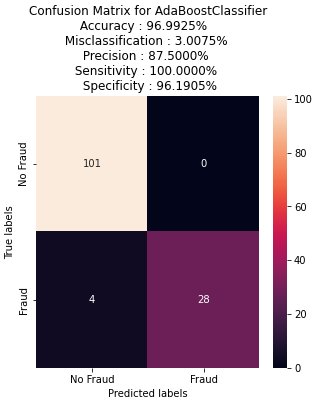 Confusion Matrix for AdaBoostClassifier
Accuracy : 96.9925%
Misclassification : 3.0075%
Precision : 87.5000%
Sensitivity : 100.0000%
Specificity : 96.1905%
100
101
0
No Fraud
80
60
True labels
40
4
28
Fraud
20
0
No Fraud
Fraud
Predicted labels